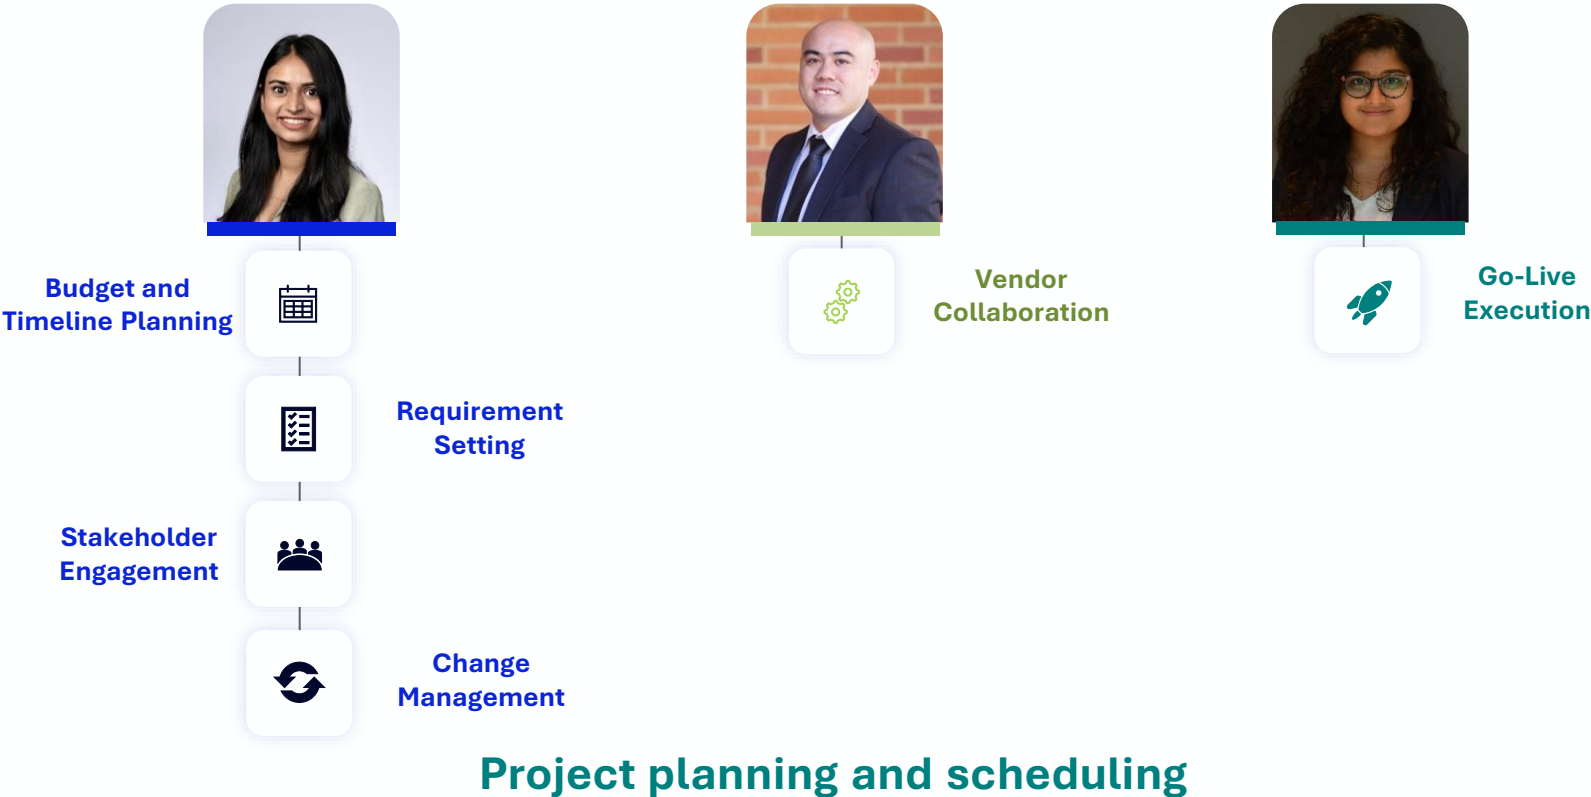 Budget and
Timeline Planning
Requirement
Setting
Stakeholder
Engagement
Change
Management
Vendor
Collaboration
Go-Live
Execution
Project planning and scheduling